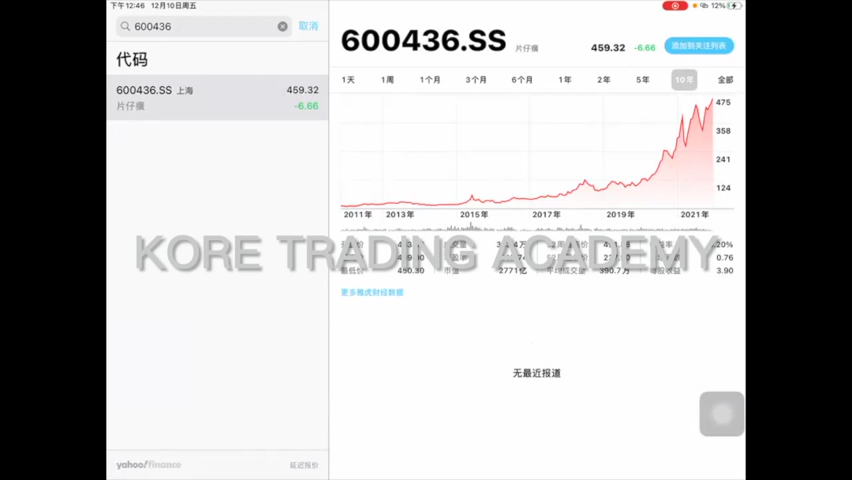 下午12:46 12月10日周五
12%
600436
取消
代码
600436.SS 上海 459.32
片仔癀 -6.66
yahoo!finance 延迟报价
600436.SS 片仔癀 459.32 -6.66 添加到关注列表
1天 1周 1个月 3个月 6个月 1年 2年 5年 10年 全部
475
358
241
124
2011年 2013年 2015年 2017年 2019年 2021年
KORE TRADING ACADEMY
0.76
最低价 450.30 市值 2771亿 平均成交量 390.7万 3.90
更多雅虎财经数据
无最近报道